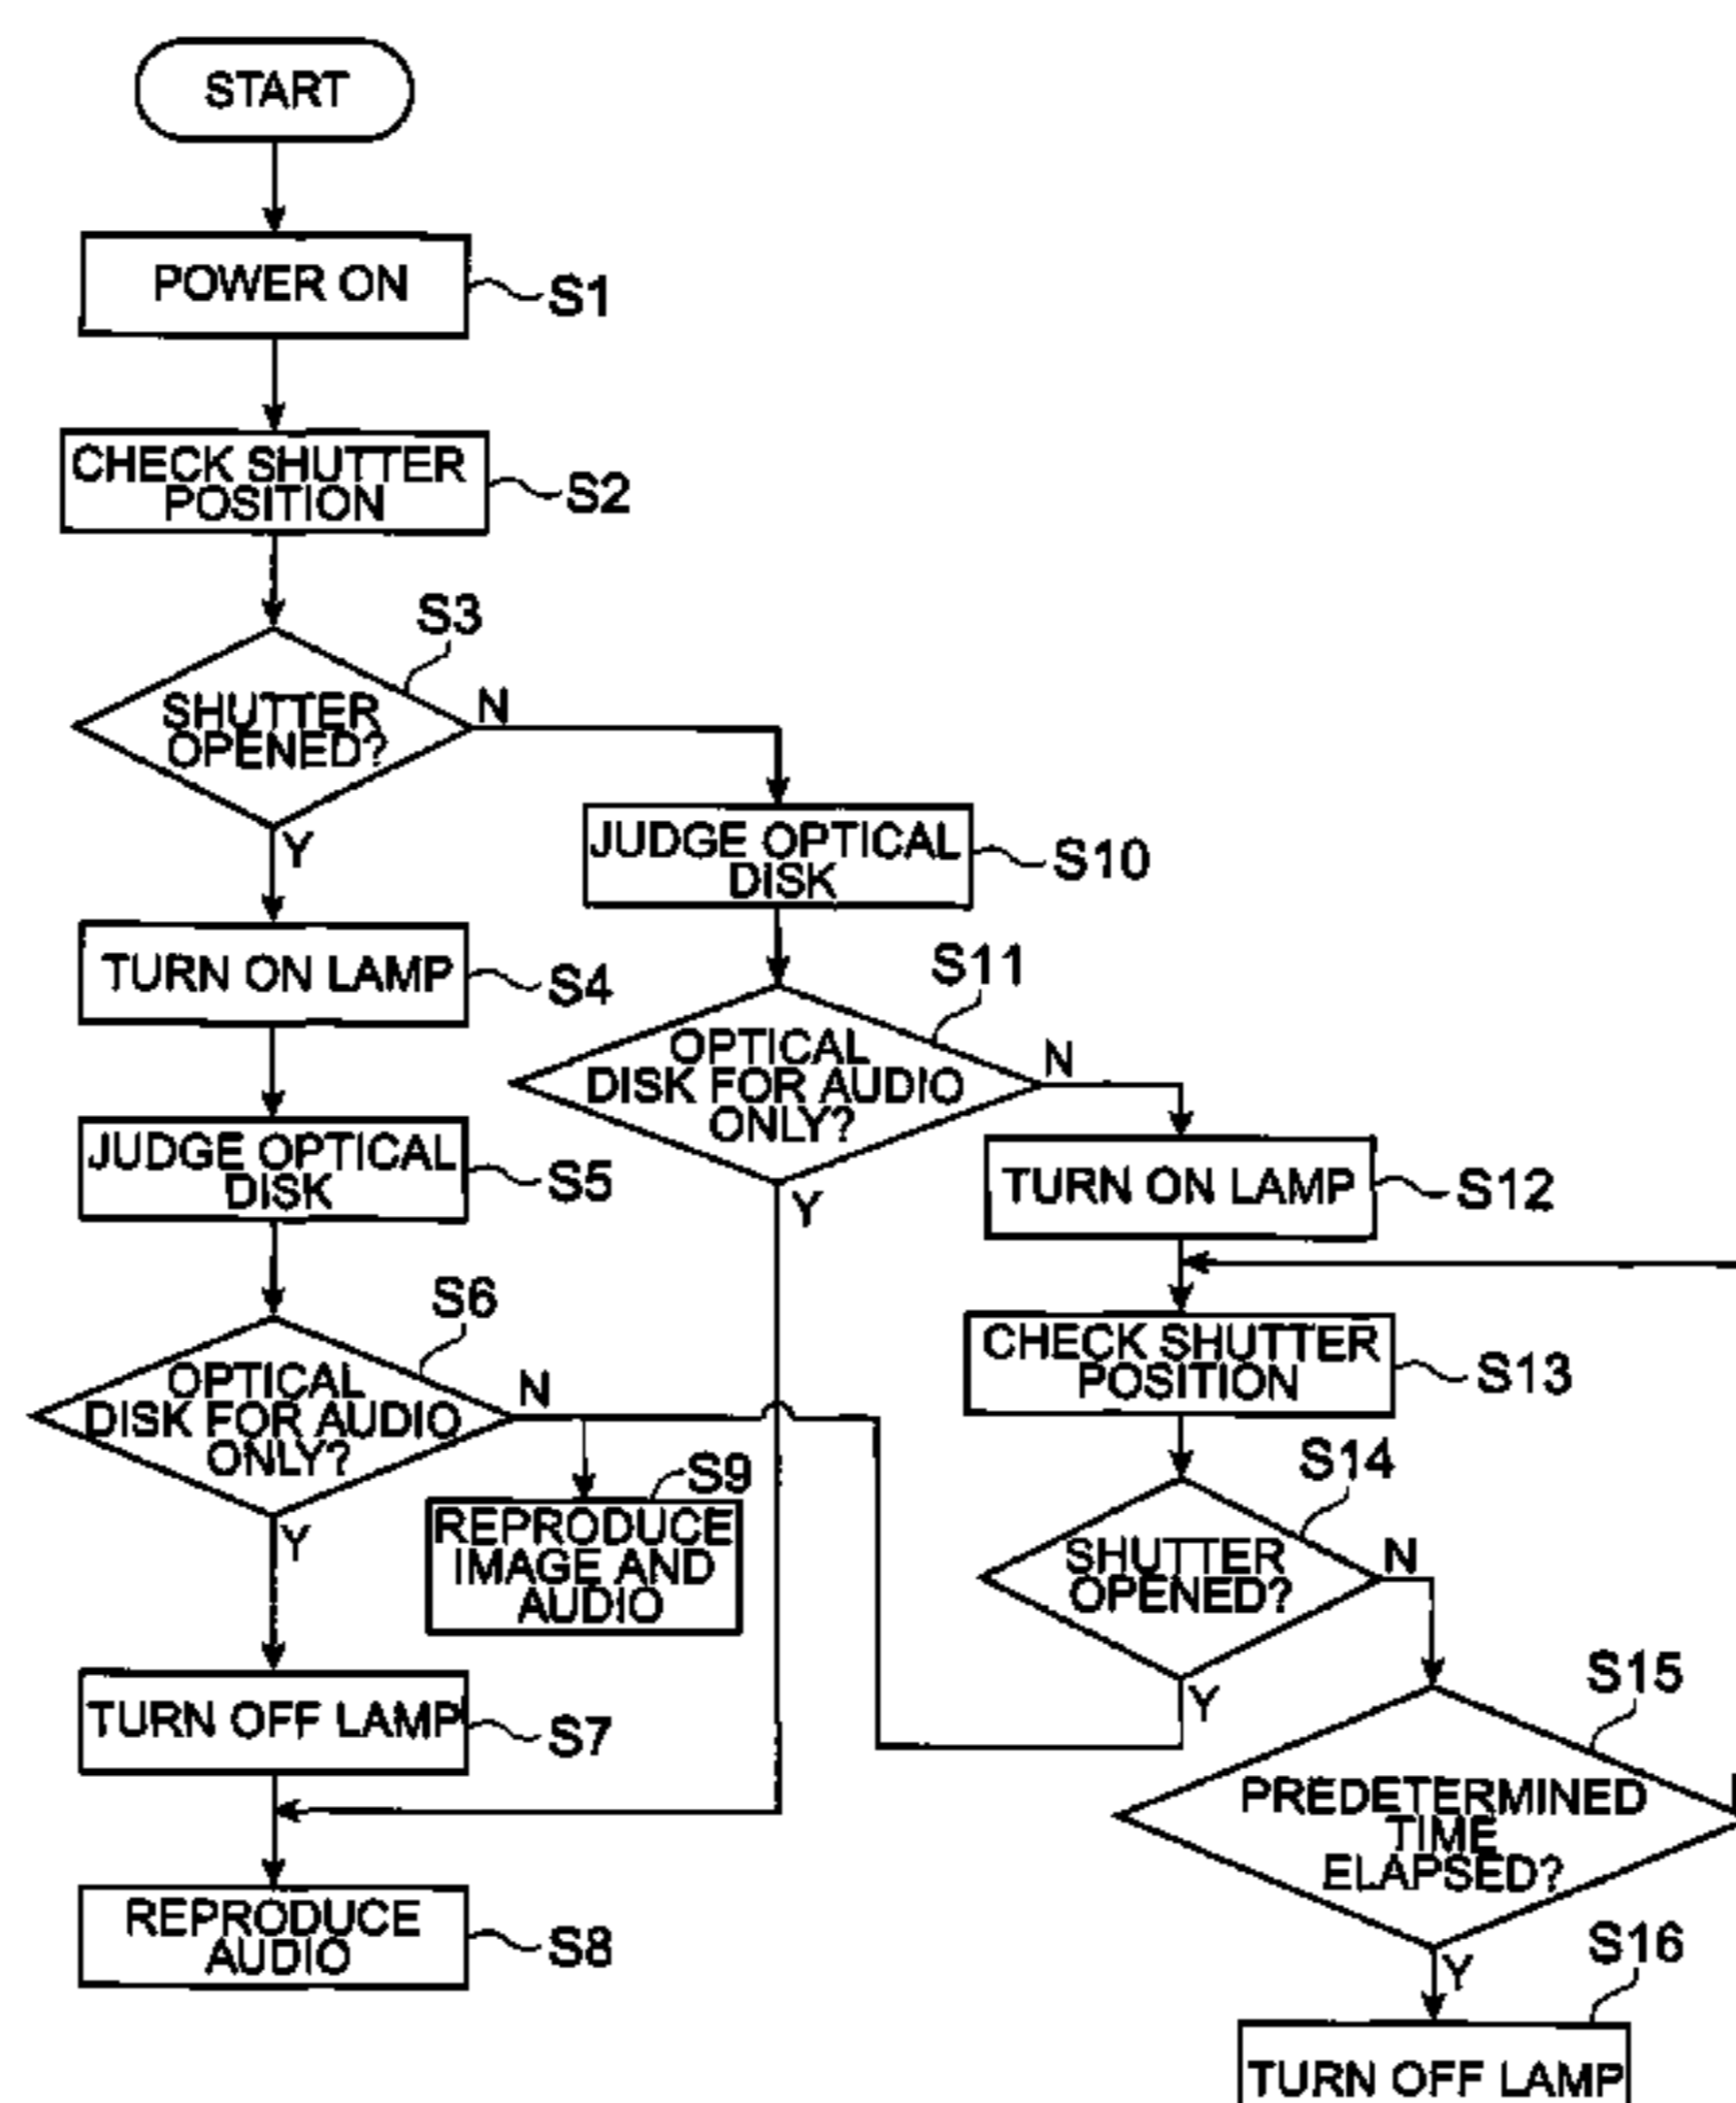 START
POWER ON
S1
CHECK SHUTTER
POSITION
S2
S3
SHUTTER
OPENED?
N
Y
TURN ON LAMP
S4
JUDGE OPTICAL
DISK
S5
S6
OPTICAL
DISK FOR AUDIO
ONLY?
N
Y
S9
REPRODUCE
IMAGE AND
AUDIO
TURN OFF LAMP
S7
REPRODUCE
AUDIO
S8
JUDGE OPTICAL
DISK
S10
S11
OPTICAL
DISK FOR AUDIO
ONLY?
N
Y
TURN ON LAMP
S12
CHECK SHUTTER
POSITION
S13
S14
SHUTTER
OPENED?
N
Y
S15
PREDETERMINED
TIME
ELAPSED?
Y
S16
TURN OFF LAMP